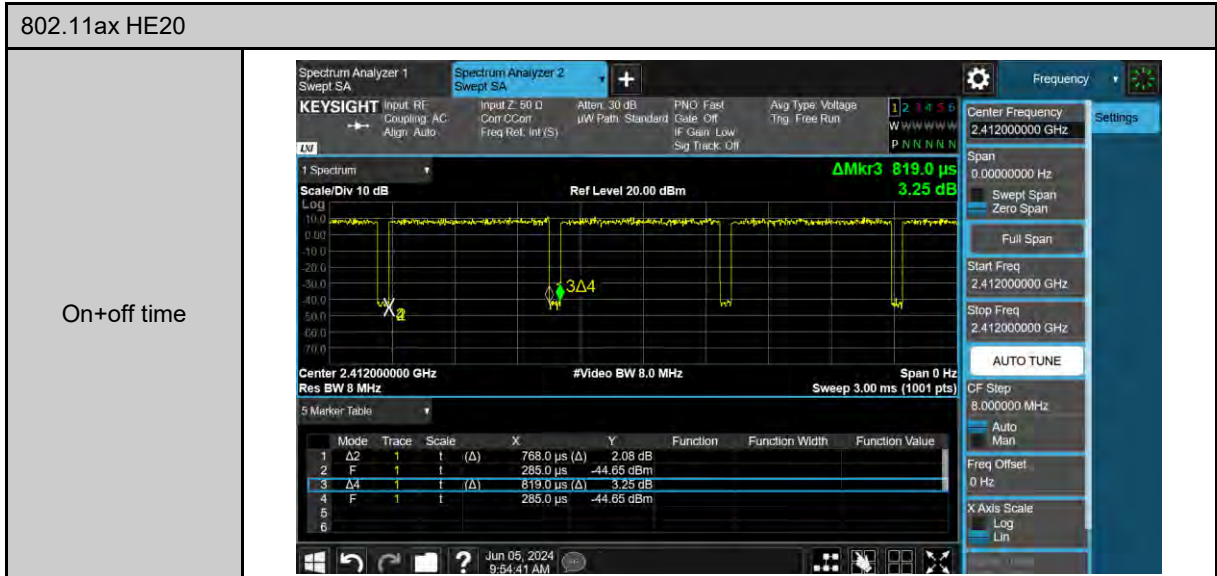 802.11ax HE20
On+off time
Spectrum Analyzer 1
Swept SA
Spectrum Analyzer 2
Swept SA
Frequency
KEYSIGHT
Input: RF
Coupling: AC
Align: Auto
Input Z: 50 Ω
Corr CCorr
Freq Ref: Int (S)
Atten: 30 dB
µW Path: Standard
PNO: Fast
Gate: Off
IF Gain: Low
Sig Track: Off
Avg Type: Voltage
Trig: Free Run
1 2 3 4 5 6
W W W W W W
P N N N N N
LXI
1 Spectrum
ΔMkr3 819.0 µs
Scale/Div 10 dB
Ref Level 20.00 dBm
3.25 dB
Log
10.0
0.00
-10.0
-20.0
-30.0
-40.0
-50.0
-60.0
-70.0
3Δ4
Center 2.412000000 GHz
#Video BW 8.0 MHz
Span 0 Hz
Res BW 8 MHz
Sweep 3.00 ms (1001 pts)
5 Marker Table
Mode Trace Scale X Y Function Function Width Function Value
1 Δ2 1 t (Δ) 768.0 µs (Δ) 2.08 dB
2 F 1 t 285.0 µs -44.65 dBm
3 Δ4 1 t (Δ) 819.0 µs (Δ) 3.25 dB
4 F 1 t 285.0 µs -44.65 dBm
5
6
Jun 05, 2024
9:54:41 AM
Center Frequency
2.412000000 GHz
Settings
Span
0.00000000 Hz
Swept Span
Zero Span
Full Span
Start Freq
2.412000000 GHz
Stop Freq
2.412000000 GHz
AUTO TUNE
CF Step
8.000000 MHz
Auto
Man
Freq Offset
0 Hz
X Axis Scale
Log
Lin